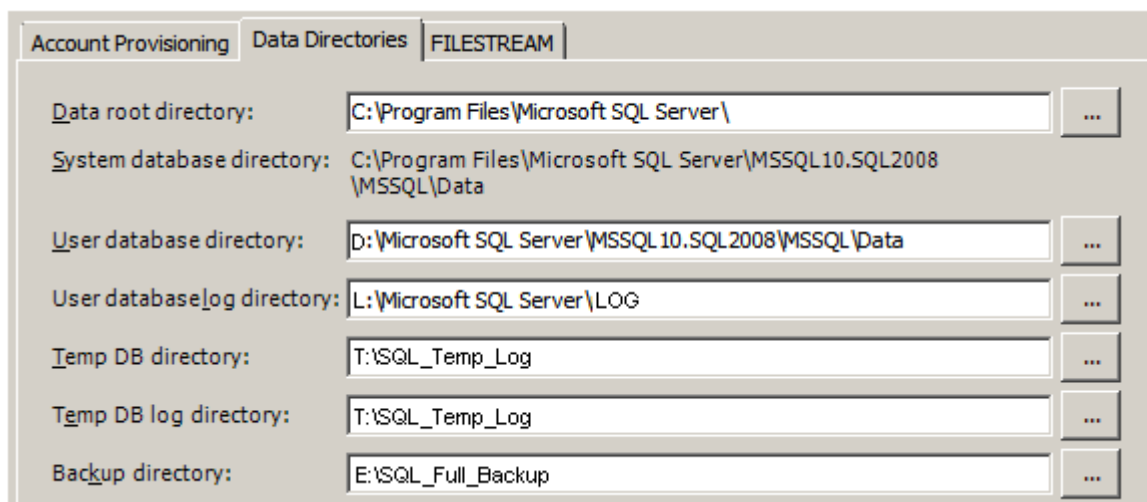 Account Provisioning Data Directories FILESTREAM
Data root directory: C:\Program Files\Microsoft SQL Server\ ...
System database directory: C:\Program Files\Microsoft SQL Server\MSSQL10.SQL2008
\MSSQL\Data
User database directory: D:\Microsoft SQL Server\MSSQL10.SQL2008\MSSQL\Data ...
User databaselog directory: L:\Microsoft SQL Server\LOG ...
Temp DB directory: T:\SQL_Temp_Log ...
Temp DB log directory: T:\SQL_Temp_Log ...
Backup directory: E:\SQL_Full_Backup ...